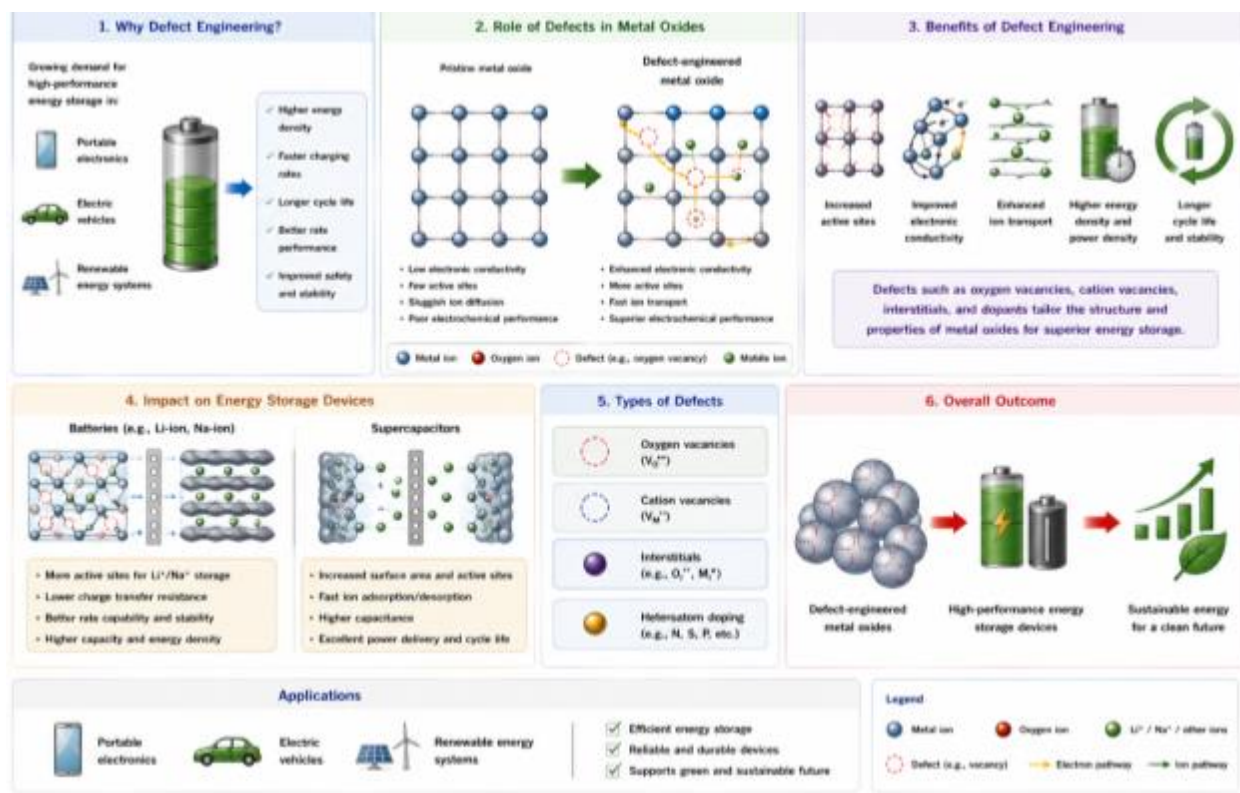 1. Why Defect Engineering?
Growing demand for
high-performance
energy storage in:
Portable
electronics
Electric
vehicles
Renewable
energy systems
✓ Higher energy
density
✓ Faster charging
rates
✓ Longer cycle life
✓ Better rate
performance
✓ Improved safety
and stability
2. Role of Defects in Metal Oxides
Pristine metal oxide
Defect-engineered
metal oxide
• Low electronic conductivity
• Few active sites
• Sluggish ion diffusion
• Poor electrochemical performance
• Enhanced electronic conductivity
• More active sites
• Fast ion transport
• Superior electrochemical performance
Metal ion
Oxygen ion
Defect (e.g., oxygen vacancy)
Mobile ion
3. Benefits of Defect Engineering
Increased
active sites
Improved
electronic
conductivity
Enhanced
ion transport
Higher energy
density and
power density
Longer
cycle life
and stability
Defects such as oxygen vacancies, cation vacancies,
interstitials, and dopants tailor the structure and
properties of metal oxides for superior energy storage.
4. Impact on Energy Storage Devices
Batteries (e.g., Li-ion, Na-ion)
• More active sites for Li⁺/Na⁺ storage
• Lower charge transfer resistance
• Better rate capability and stability
• Higher capacity and energy density
Supercapacitors
• Increased surface area and active sites
• Fast ion adsorption/desorption
• Higher capacitance
• Excellent power delivery and cycle life
5. Types of Defects
Oxygen vacancies
Cation vacancies
Interstitials
Heteroatom doping
(e.g., N, S, P, etc.)
6. Overall Outcome
Defect-engineered
metal oxides
High-performance energy
storage devices
Sustainable energy
for a clean future
Applications
Portable
electronics
Electric
vehicles
Renewable energy
systems
Efficient energy storage
Reliable and durable devices
Supports green and sustainable future
Legend
Metal ion
Oxygen ion
Li⁺ / Na⁺ / other ions
Defect (e.g., vacancy)
Electron pathway
Ion pathway